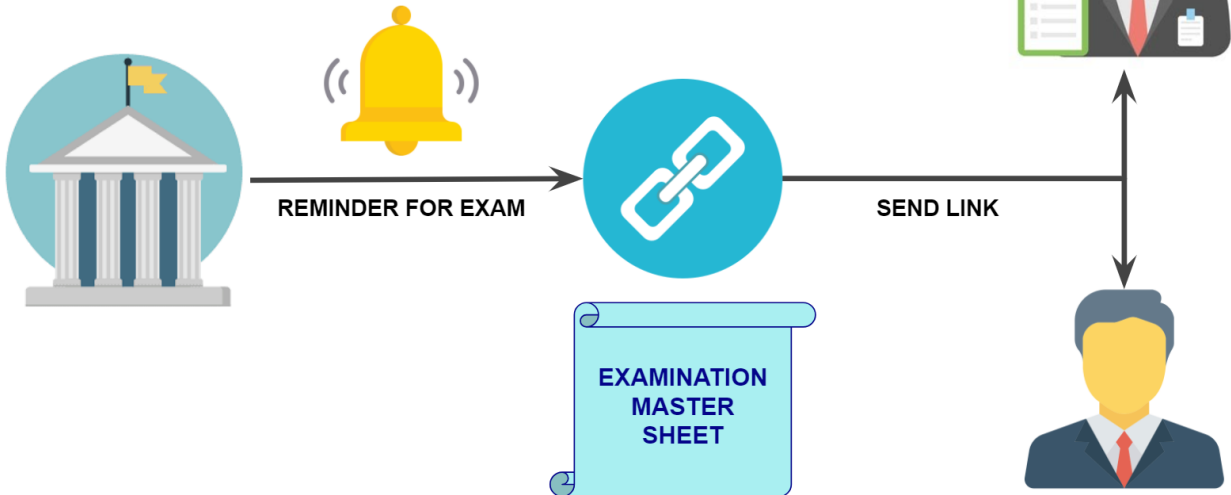 REMINDER FOR EXAM
SEND LINK
EXAMINATION
MASTER
SHEET